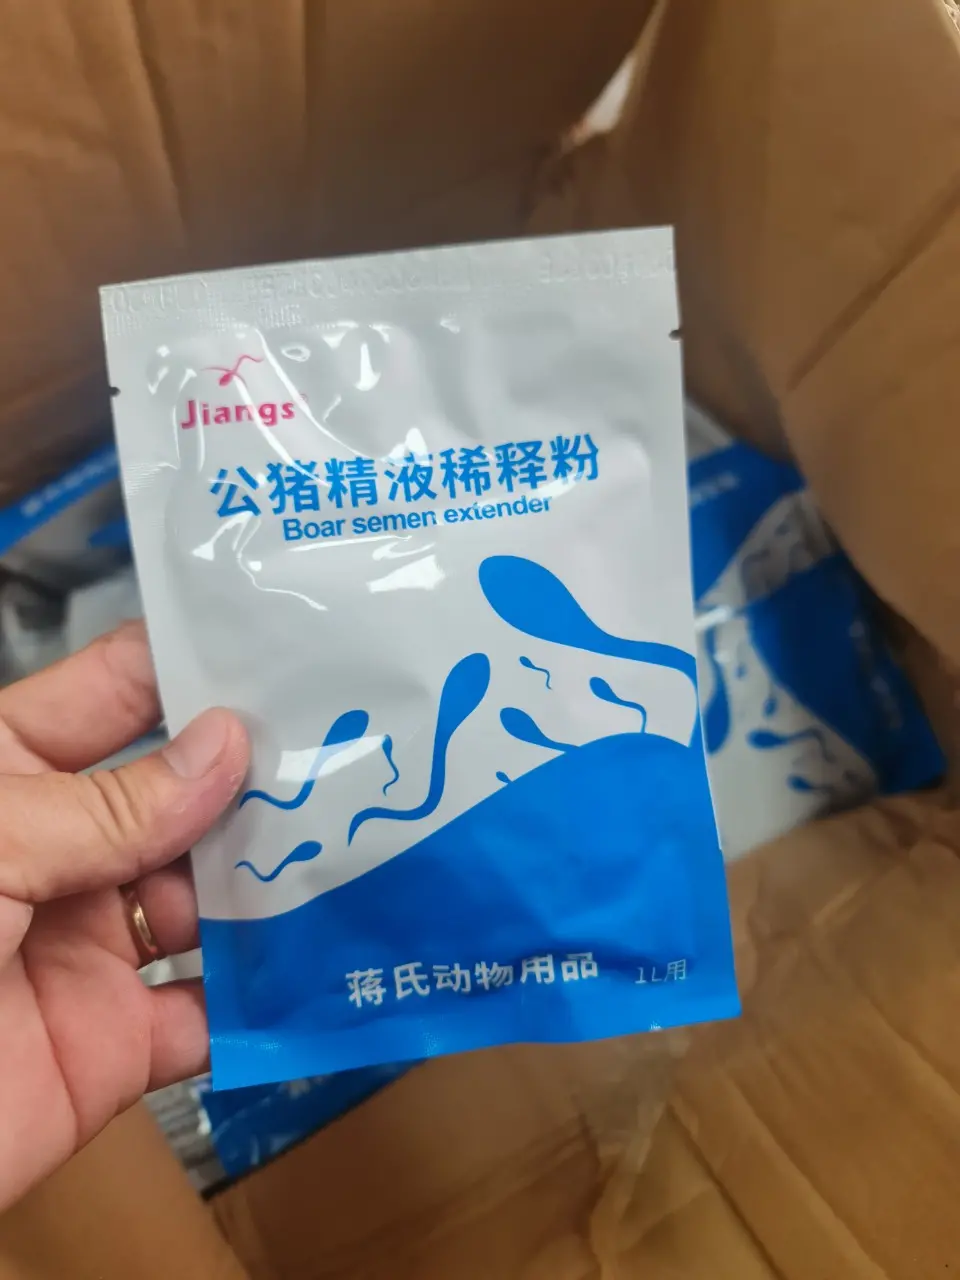 Jiangs®
公猪精液稀释粉
Boar semen extender
蒋氏动物用品
1L用